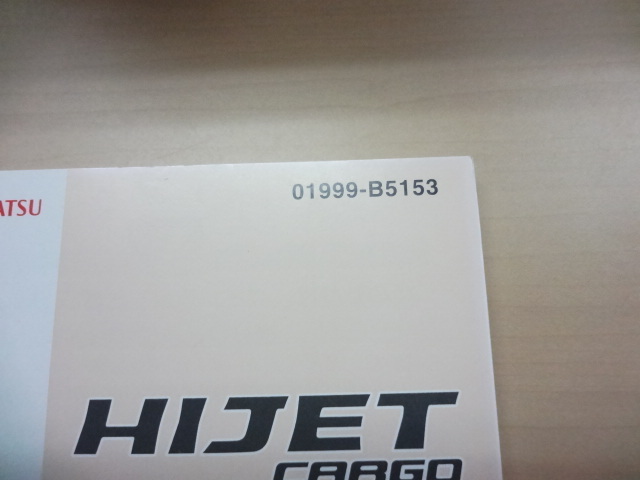 01999-B5153
ATSU
HIJET
CARGO